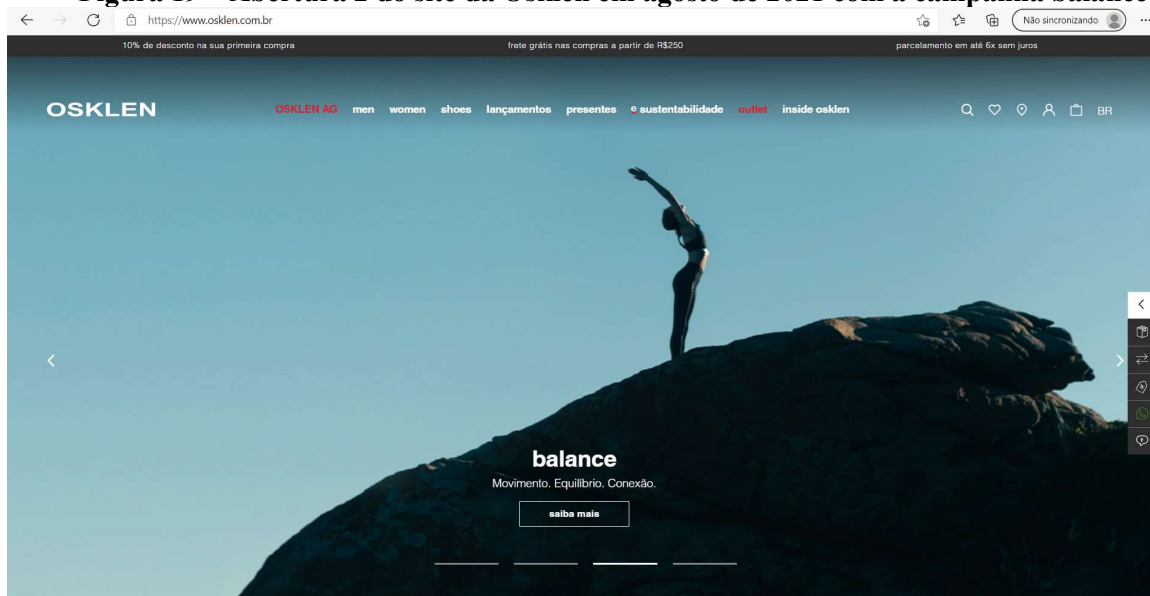 Figura 19 – Abertura 2 do site da Osklen em agosto de 2021 com a campanha balance
https://www.osklen.com.br
Não sincronizando
10% de desconto na sua primeira compra
frete grátis nas compras a partir de R$250
parcelamento em até 6x sem juros
OSKLEN
OSKLEN AG men women shoes lançamentos presentes e sustentabilidade outlet inside osklen
BR
balance
Movimento. Equilíbrio. Conexão.
saiba mais